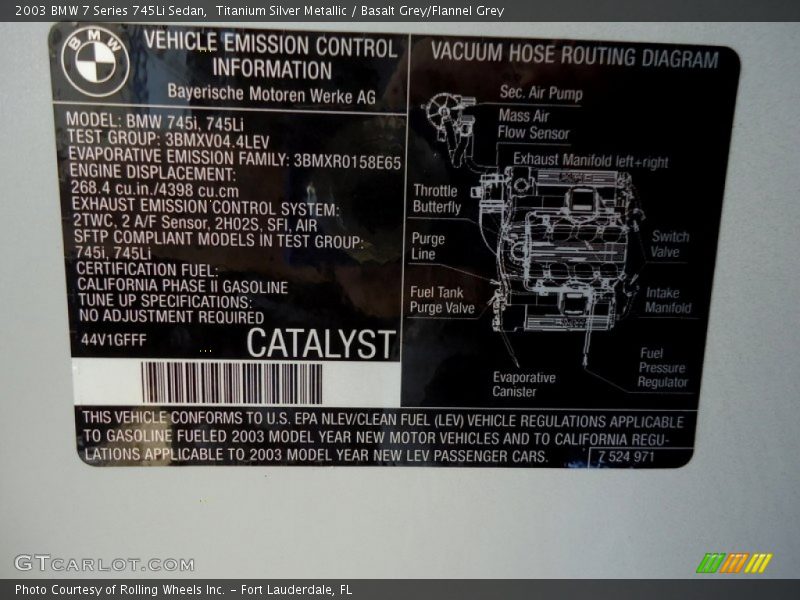 2003 BMW 7 Series 745Li Sedan, Titanium Silver Metallic / Basalt Grey/Flannel Grey
BMW
VEHICLE EMISSION CONTROL
INFORMATION
Bayerische Motoren Werke AG
MODEL: BMW 745i, 745Li
TEST GROUP: 3BMXV04.4LEV
EVAPORATIVE EMISSION FAMILY: 3BMXR0158E65
ENGINE DISPLACEMENT:
268.4 cu.in./4398 cu.cm
EXHAUST EMISSION CONTROL SYSTEM:
2TWC, 2 A/F Sensor, 2HO2S, SFI, AIR
SFTP COMPLIANT MODELS IN TEST GROUP:
745i, 745Li
CERTIFICATION FUEL:
CALIFORNIA PHASE II GASOLINE
TUNE UP SPECIFICATIONS:
NO ADJUSTMENT REQUIRED
44V1GFFF
CATALYST
VACUUM HOSE ROUTING DIAGRAM
Sec. Air Pump
Mass Air
Flow Sensor
Exhaust Manifold left+right
Throttle
Butterfly
Purge
Line
Switch
Valve
Fuel Tank
Purge Valve
Intake
Manifold
Fuel
Pressure
Regulator
Evaporative
Canister
THIS VEHICLE CONFORMS TO U.S. EPA NLEV/CLEAN FUEL (LEV) VEHICLE REGULATIONS APPLICABLE
TO GASOLINE FUELED 2003 MODEL YEAR NEW MOTOR VEHICLES AND TO CALIFORNIA REGU-
LATIONS APPLICABLE TO 2003 MODEL YEAR NEW LEV PASSENGER CARS.
7 524 971
GTCARLOT.COM
Photo Courtesy of Rolling Wheels Inc. - Fort Lauderdale, FL